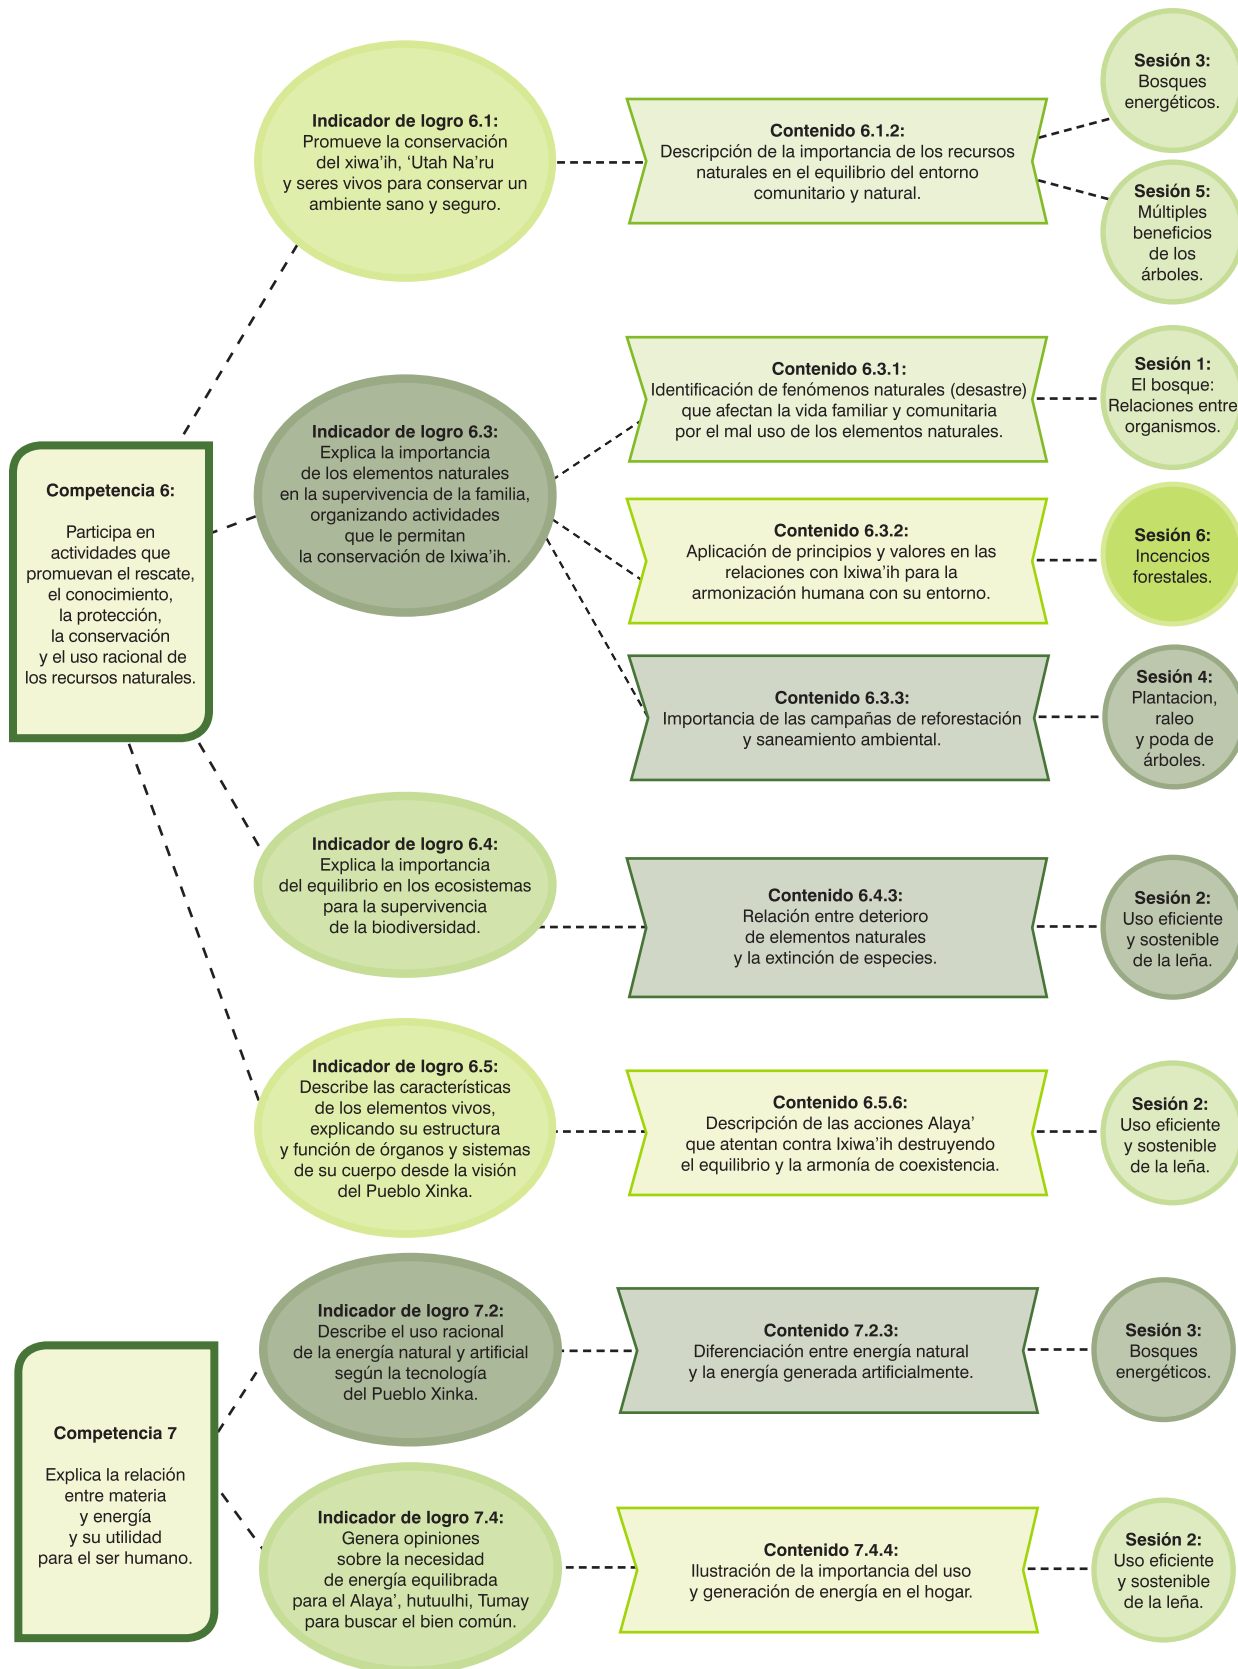 Competencia 6:
Participa en
actividades que
promuevan el rescate,
el conocimiento,
la protección,
la conservación
y el uso racional de
los recursos naturales.
Indicador de logro 6.1:
Promueve la conservación
del xiwa’ih, ‘Utah Na’ru
y seres vivos para conservar un
ambiente sano y seguro.
Contenido 6.1.2:
Descripción de la importancia de los recursos
naturales en el equilibrio del entorno
comunitario y natural.
Sesión 3:
Bosques
energéticos.
Sesión 5:
Múltiples
beneficios
de los
árboles.
Indicador de logro 6.3:
Explica la importancia
de los elementos naturales
en la supervivencia de la familia,
organizando actividades
que le permitan
la conservación de Ixiwa’ih.
Contenido 6.3.1:
Identificación de fenómenos naturales (desastre)
que afectan la vida familiar y comunitaria
por el mal uso de los elementos naturales.
Sesión 1:
El bosque:
Relaciones entre
organismos.
Contenido 6.3.2:
Aplicación de principios y valores en las
relaciones con Ixiwa’ih para la
armonización humana con su entorno.
Sesión 6:
Incencios
forestales.
Contenido 6.3.3:
Importancia de las campañas de reforestación
y saneamiento ambiental.
Sesión 4:
Plantacion,
raleo
y poda de
árboles.
Indicador de logro 6.4:
Explica la importancia
del equilibrio en los ecosistemas
para la supervivencia
de la biodiversidad.
Contenido 6.4.3:
Relación entre deterioro
de elementos naturales
y la extinción de especies.
Sesión 2:
Uso eficiente
y sostenible
de la leña.
Indicador de logro 6.5:
Describe las características
de los elementos vivos,
explicando su estructura
y función de órganos y sistemas
de su cuerpo desde la visión
del Pueblo Xinka.
Contenido 6.5.6:
Descripción de las acciones Alaya’
que atentan contra Ixiwa’ih destruyendo
el equilibrio y la armonía de coexistencia.
Sesión 2:
Uso eficiente
y sostenible
de la leña.
Competencia 7
Explica la relación
entre materia
y energía
y su utilidad
para el ser humano.
Indicador de logro 7.2:
Describe el uso racional
de la energía natural y artificial
según la tecnología
del Pueblo Xinka.
Contenido 7.2.3:
Diferenciación entre energía natural
y la energía generada artificialmente.
Sesión 3:
Bosques
energéticos.
Indicador de logro 7.4:
Genera opiniones
sobre la necesidad
de energía equilibrada
para el Alaya’, hutuulhi, Tumay
para buscar el bien común.
Contenido 7.4.4:
Ilustración de la importancia del uso
y generación de energía en el hogar.
Sesión 2:
Uso eficiente
y sostenible
de la leña.